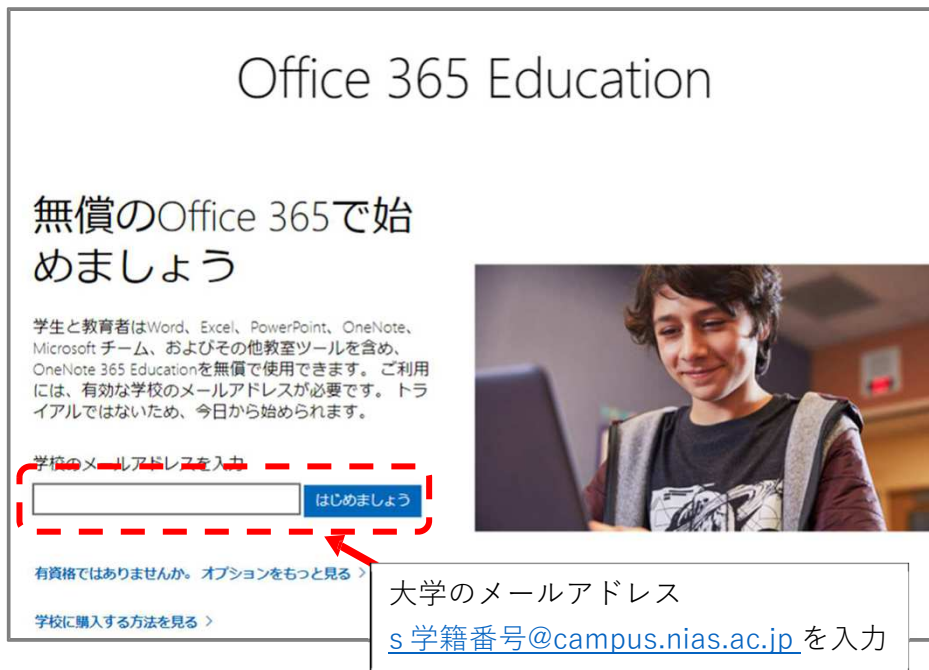 Office 365 Education
無償のOffice 365で始
めましょう
学生と教育者はWord、Excel、PowerPoint、OneNote、
Microsoft チーム、およびその他教室ツールを含め、
OneNote 365 Educationを無償で使用できます。 ご利用
には、有効な学校のメールアドレスが必要です。 トラ
イアルではないため、今日から始められます。
学校のメールアドレスを入力
はじめましょう
有資格ではありませんか。 オプションをもっと見る >
学校に購入する方法を見る >
大学のメールアドレス
s 学籍番号@campus.nias.ac.jp を入力